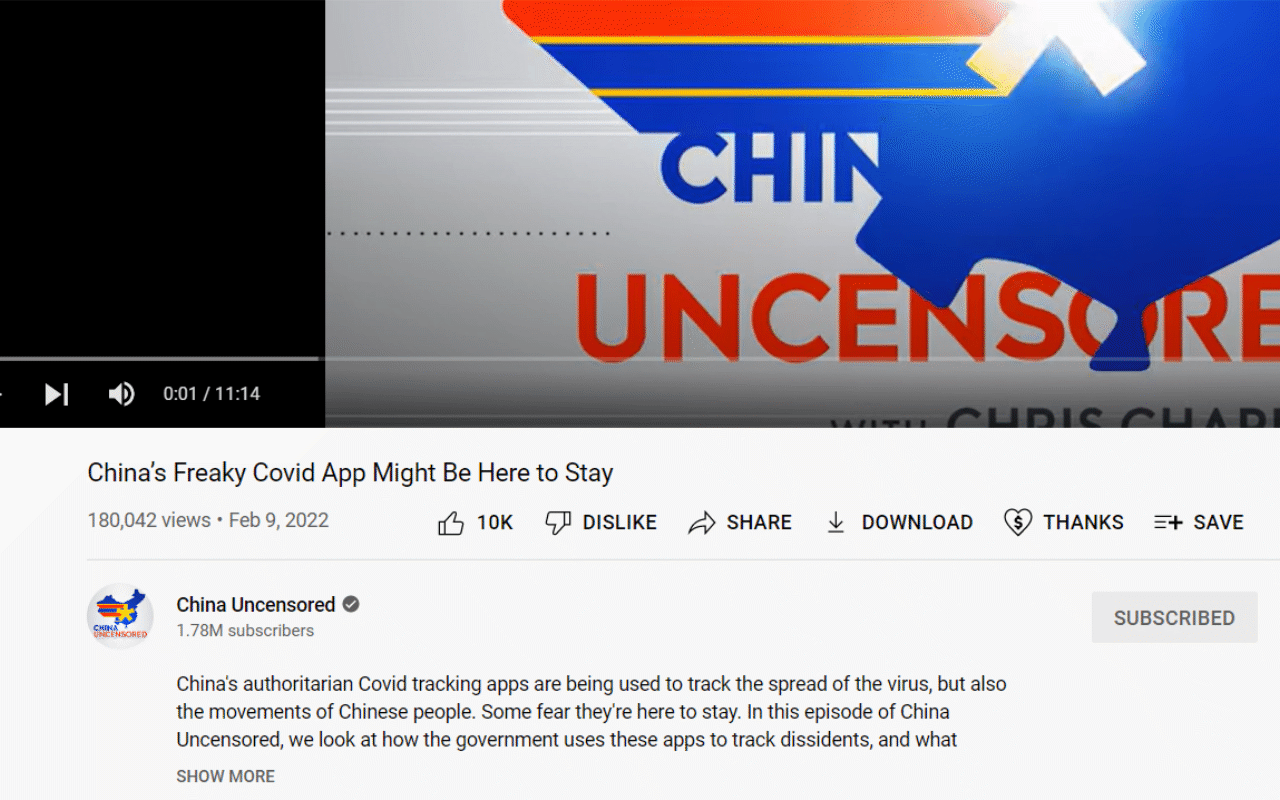 CHIN
UNCENSORE
WITH CHRIS CHAP
0:01 / 11:14
China’s Freaky Covid App Might Be Here to Stay
180,042 views • Feb 9, 2022
10K DISLIKE SHARE DOWNLOAD THANKS SAVE
China Uncensored
1.78M subscribers
SUBSCRIBED
China's authoritarian Covid tracking apps are being used to track the spread of the virus, but also
the movements of Chinese people. Some fear they're here to stay. In this episode of China
Uncensored, we look at how the government uses these apps to track dissidents, and what
SHOW MORE
CHINA
UNCENSORED